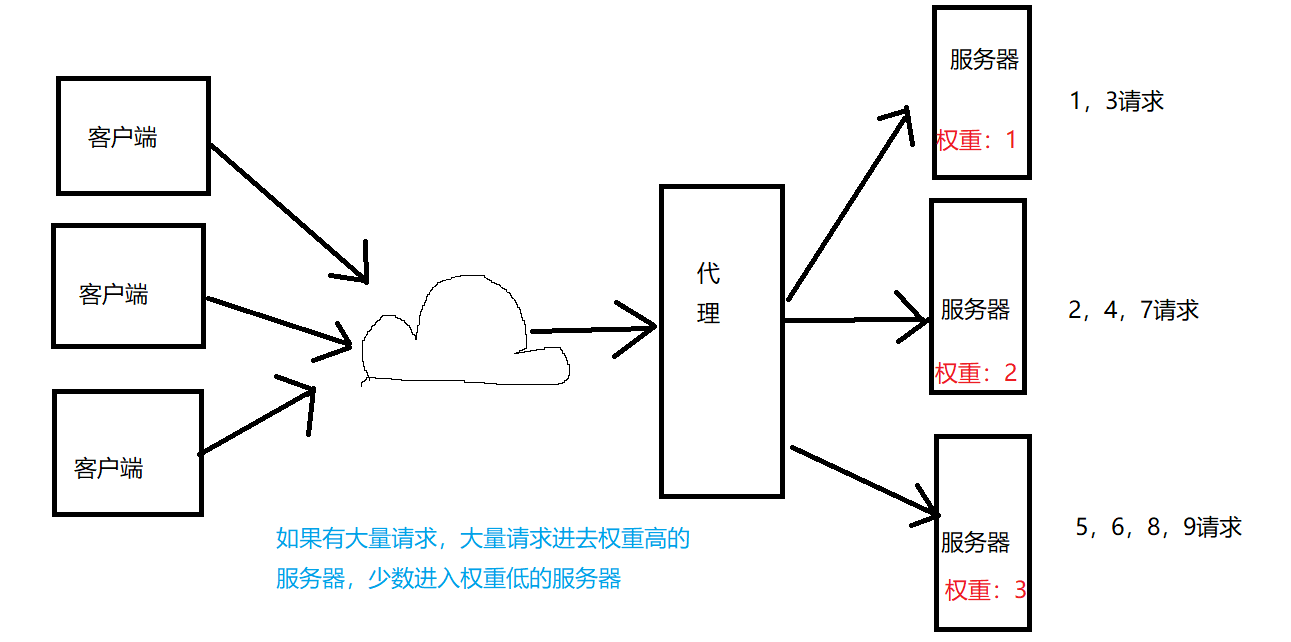 客户端
客户端
客户端
代
理
如果有大量请求，大量请求进去权重高的
服务器，少数进入权重低的服务器
服务器
权重：1
1，3请求
服务器
权重：2
2，4，7请求
服务器
权重：3
5，6，8，9请求